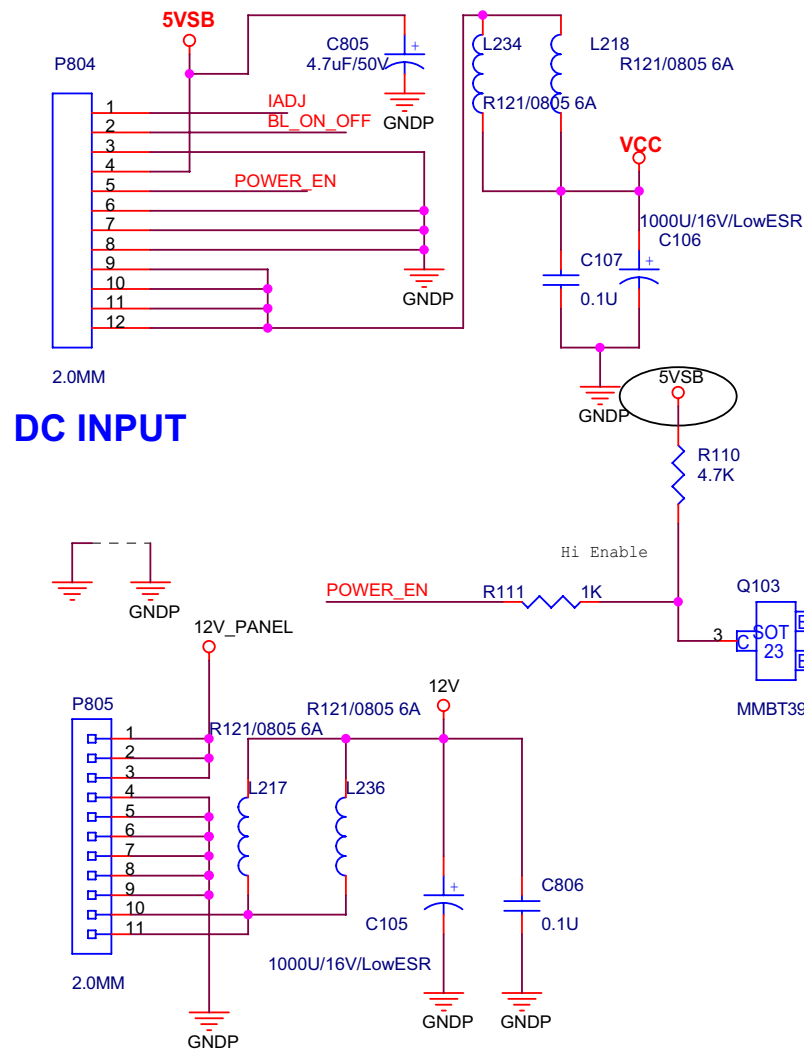 5VSB
C805
4.7uF/50V
+
GNDP
P804
1
2
3
4
5
6
7
8
9
10
11
12
IADJ
BL_ON_OFF
POWER_EN
GNDP
2.0MM
L234
R121/0805 6A
L218
R121/0805 6A
VCC
1000U/16V/LowESR
C106
+
C107
0.1U
GNDP
DC INPUT
5VSB
R110
4.7K
Hi Enable
POWER_EN
R111
1K
Q103
3
C
SOT
23
MMBT39
GNDP
12V_PANEL
P805
1
2
3
4
5
6
7
8
9
10
11
2.0MM
GNDP
R121/0805 6A
R121/0805 6A
L217
L236
12V
+
C105
1000U/16V/LowESR
GNDP
C806
0.1U
GNDP